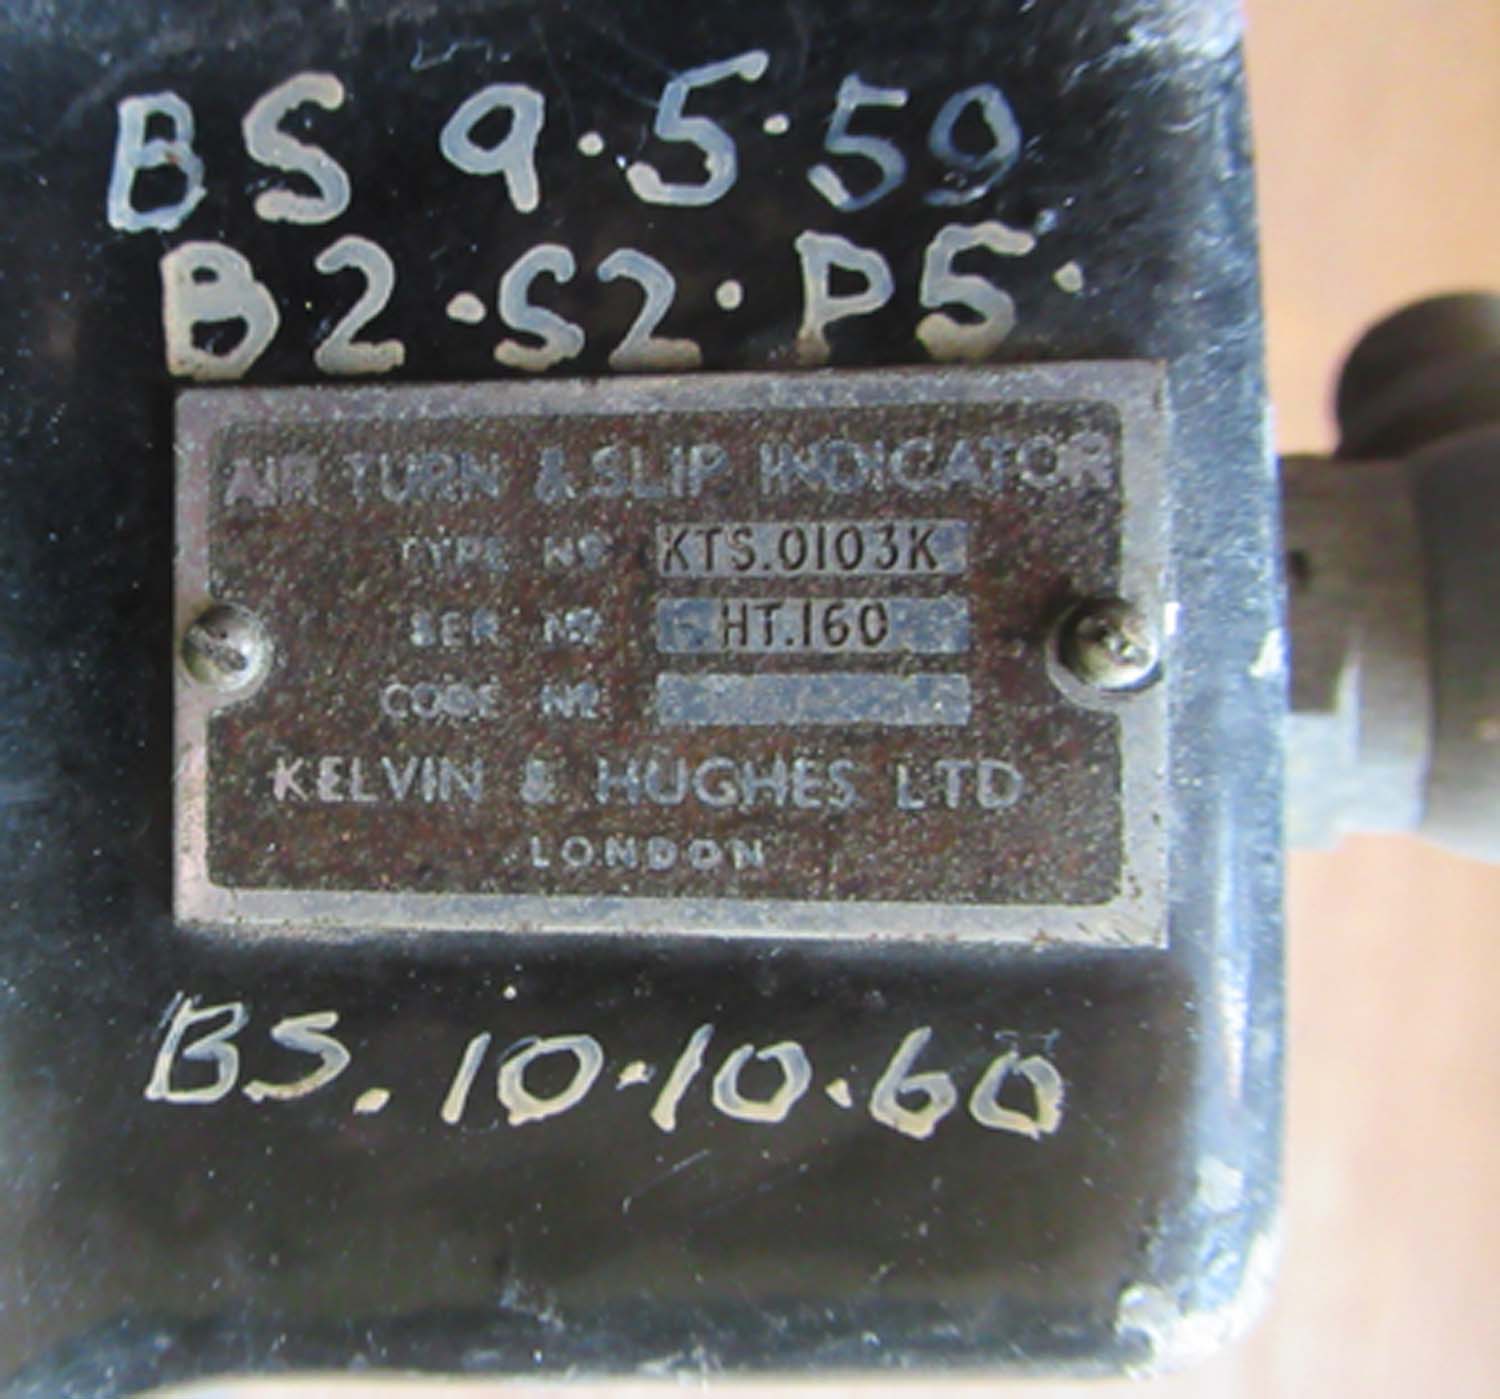 BS 9.5.59
B2.S2.P5.
AIR TURN & SLIP INDICATOR
TYPE Nº KTS.0103K
SER Nº HT.160
CODE Nº
KELVIN & HUGHES LTD
LONDON
BS. 10.10.60